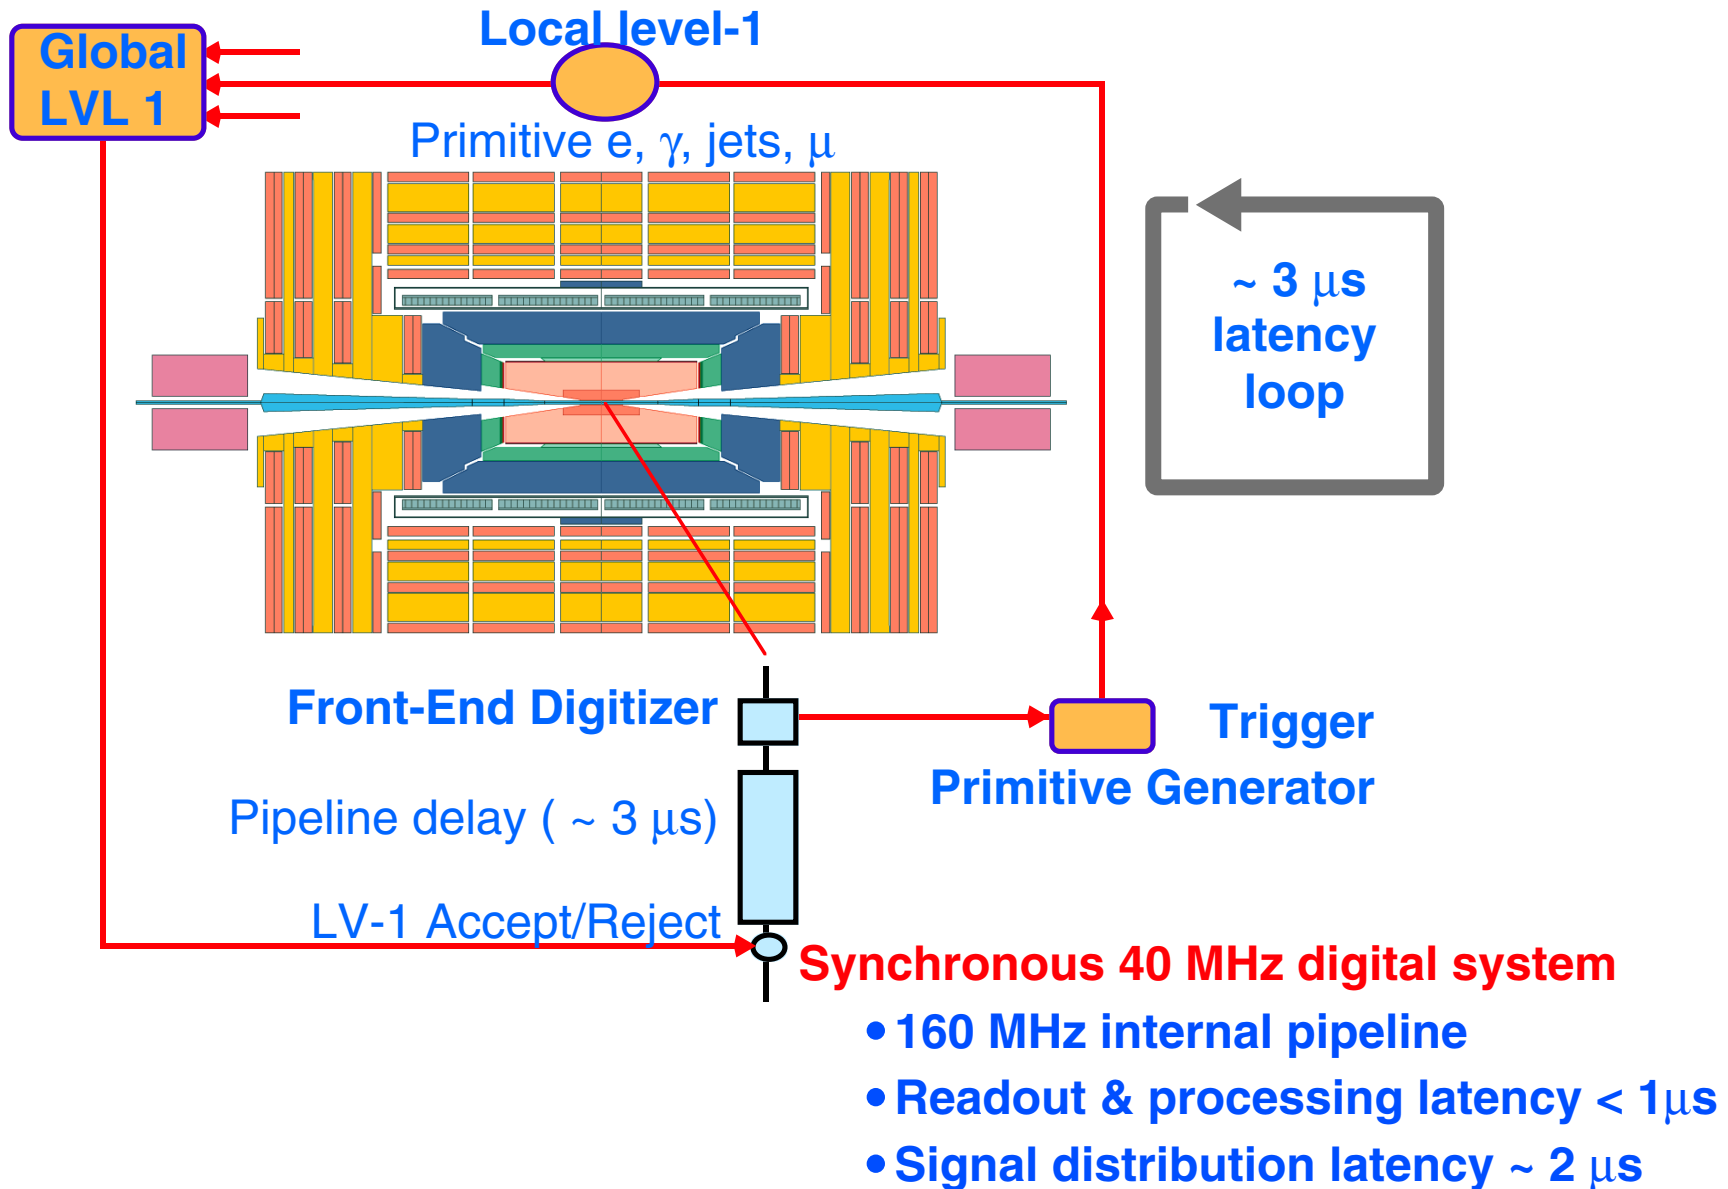 Local level-1
Global
LVL 1
Primitive e, γ, jets, μ
~ 3 μs
latency
loop
Front-End Digitizer
Trigger
Primitive Generator
Pipeline delay ( ~ 3 μs)
LV-1 Accept/Reject
Synchronous 40 MHz digital system
• 160 MHz internal pipeline
• Readout & processing latency < 1μs
• Signal distribution latency ~ 2 μs